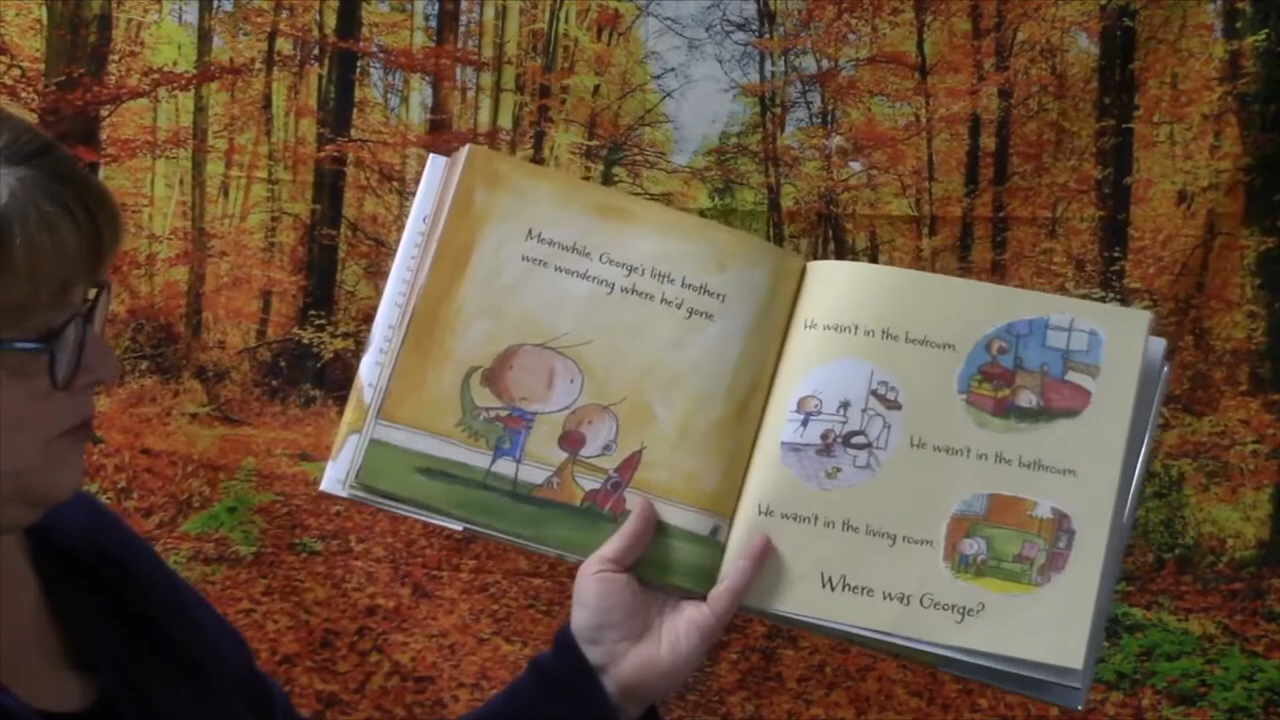 Meanwhile, George's little brothers
were wondering where he'd gone.
He wasn't in the bedroom.
He wasn't in the bathroom.
He wasn't in the living room.
Where was George?